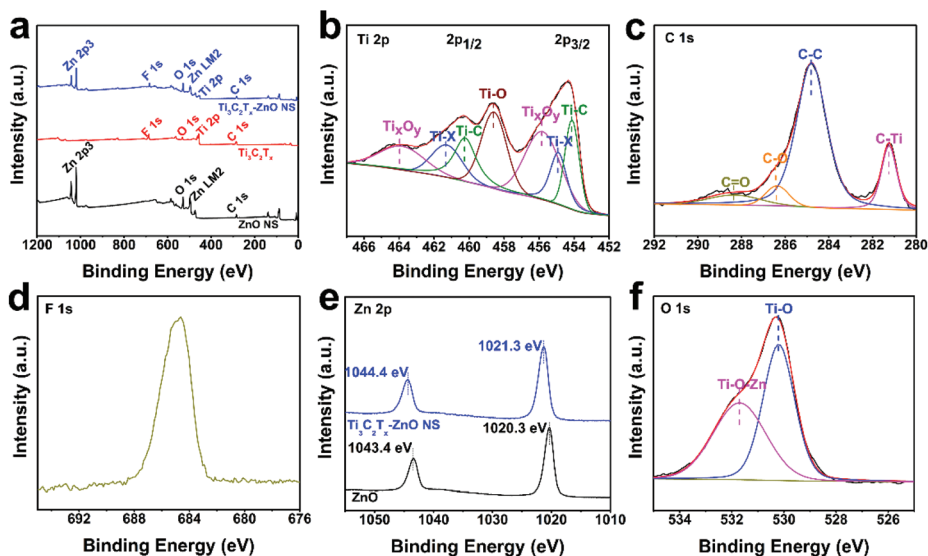 a
Zn 2p3
F 1s
O 1s
Zn LM2
Ti 2p
C 1s
Ti3C2Tx-ZnO NS
F 1s
O 1s
Ti 2p
C 1s
Ti3C2Tx
Zn 2p3
O 1s
Zn LM2
C 1s
ZnO NS
Intensity (a.u.)
1200 1000 800 600 400 200 0
Binding Energy (eV)
b
Ti 2p 2p1/2 2p3/2
Ti-O
TixOy
Ti-X
Ti-C
TixOy
Ti-X
Ti-C
Intensity (a.u.)
466 464 462 460 458 456 454 452
Binding Energy (eV)
c
C 1s
C-C
C-Ti
C-O
C=O
Intensity (a.u.)
292 290 288 286 284 282 280
Binding Energy (eV)
d
F 1s
Intensity (a.u.)
692 688 684 680 676
Binding Energy (eV)
e
Zn 2p
1021.3 eV
1044.4 eV
Ti3C2Tx-ZnO NS
1020.3 eV
1043.4 eV
ZnO
Intensity (a.u.)
1050 1040 1030 1020 1010
Binding Energy (eV)
f
O 1s
Ti-O
Ti-O-Zn
Intensity (a.u.)
534 532 530 528 526
Binding Energy (eV)